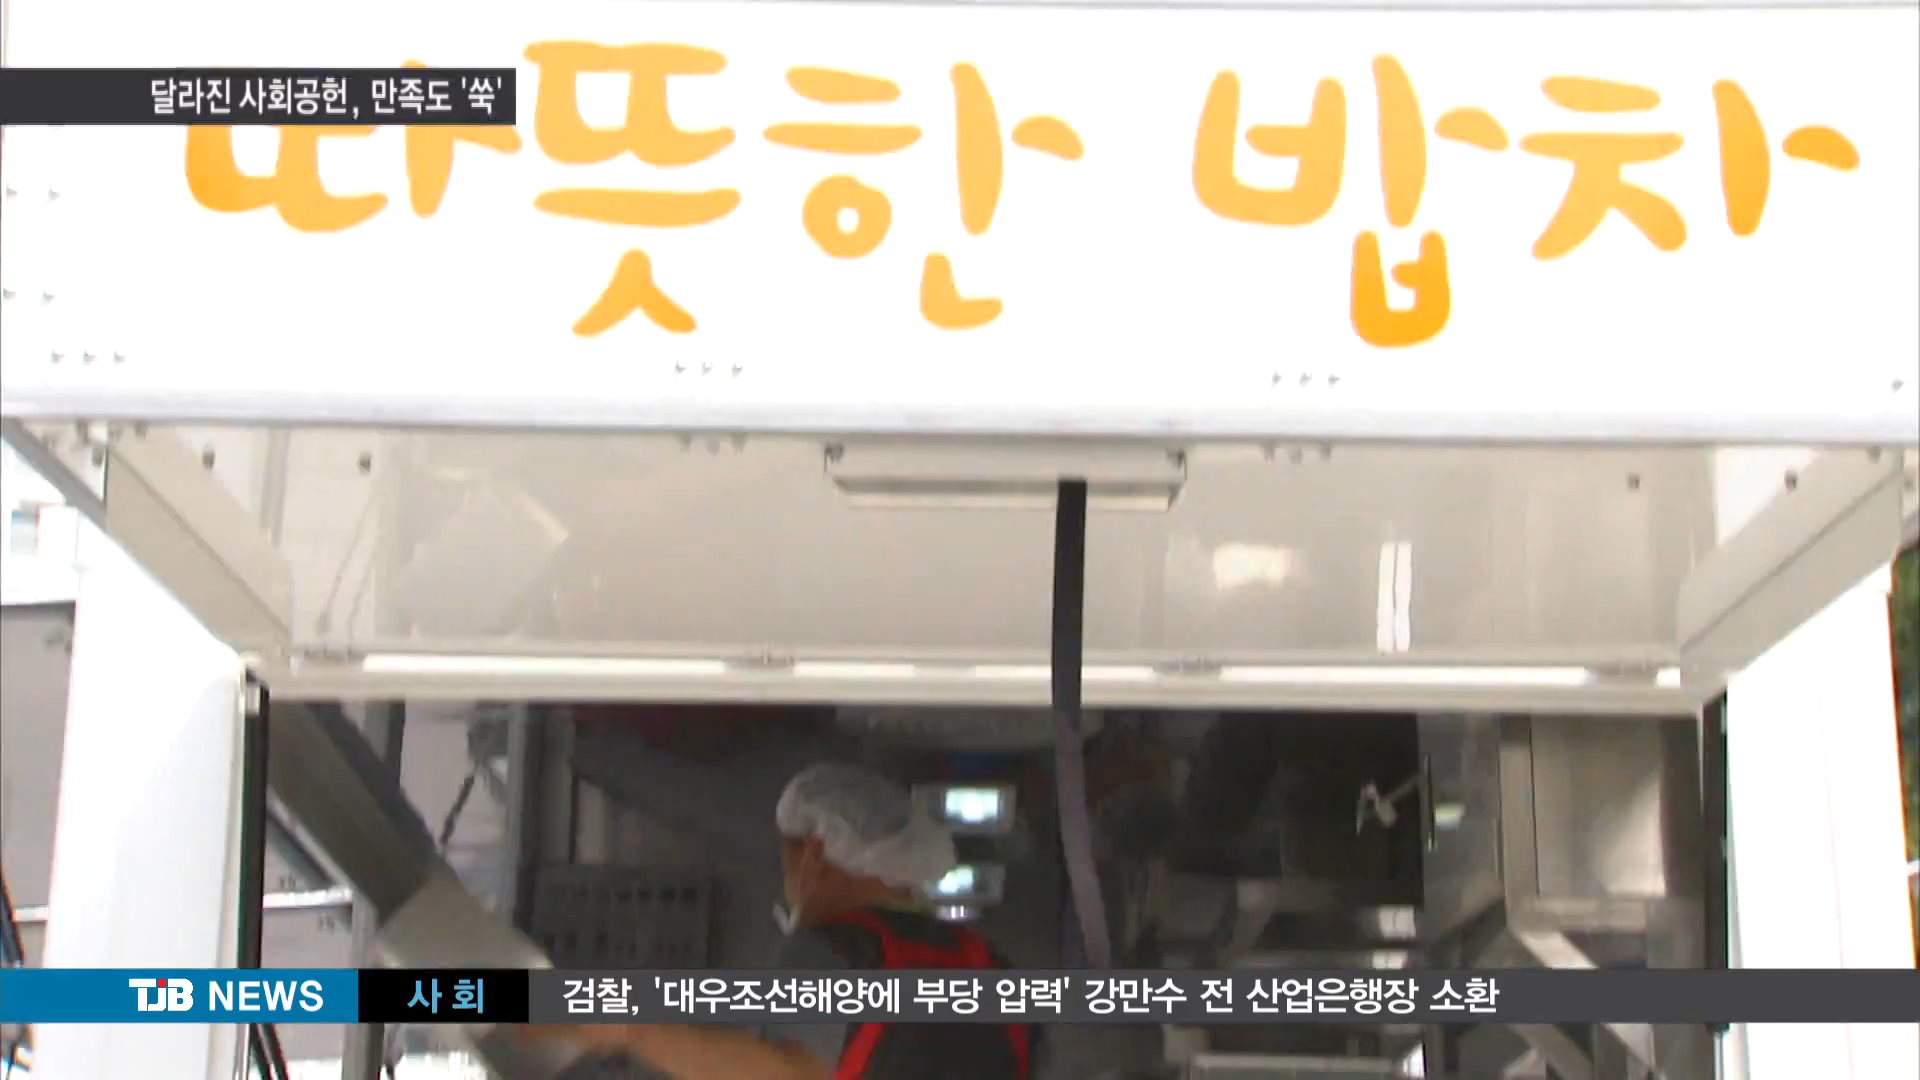 달라진 사회공헌, 만족도 '쑥'
따뜻한 밥차
TJB NEWS 사회 검찰, '대우조선해양에 부당 압력' 강만수 전 산업은행장 소환